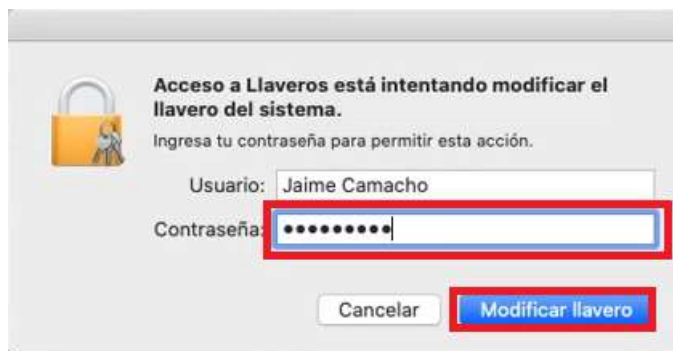 Acceso a Llaveros está intentando modificar el
llavero del sistema.
Ingresa tu contraseña para permitir esta acción.
Usuario: Jaime Camacho
Contraseña: •••••••••
Cancelar Modificar llavero